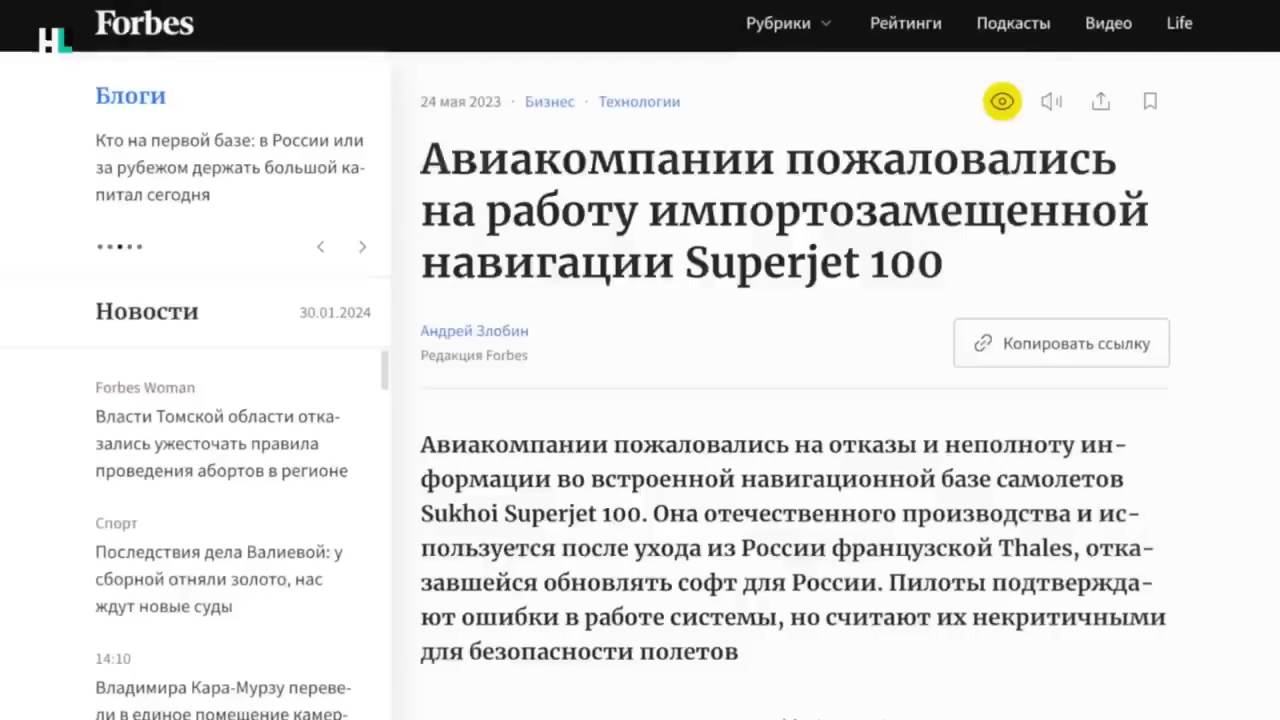 Forbes
Рубрики
Рейтинги
Подкасты
Видео
Life
HL
Блоги
Кто на первой базе: в России или
за рубежом держать большой ка-
питал сегодня
Новости
30.01.2024
Forbes Woman
Власти Томской области отка-
зались ужесточать правила
проведения абортов в регионе
Спорт
Последствия дела Валиевой: у
сборной отняли золото, нас
ждут новые суды
14:10
Владимира Кара-Мурзу переве-
ли в единое помещение камер-
24 мая 2023 · Бизнес · Технологии
Авиакомпании пожаловались
на работу импортозамещенной
навигации Superjet 100
Андрей Злобин
Редакция Forbes
Копировать ссылку
Авиакомпании пожаловались на отказы и неполноту ин-
формации во встроенной навигационной базе самолетов
Sukhoi Superjet 100. Она отечественного производства и ис-
пользуется после ухода из России французской Thales, отка-
завшейся обновлять софт для России. Пилоты подтвержда-
ют ошибки в работе системы, но считают их некритичными
для безопасности полетов